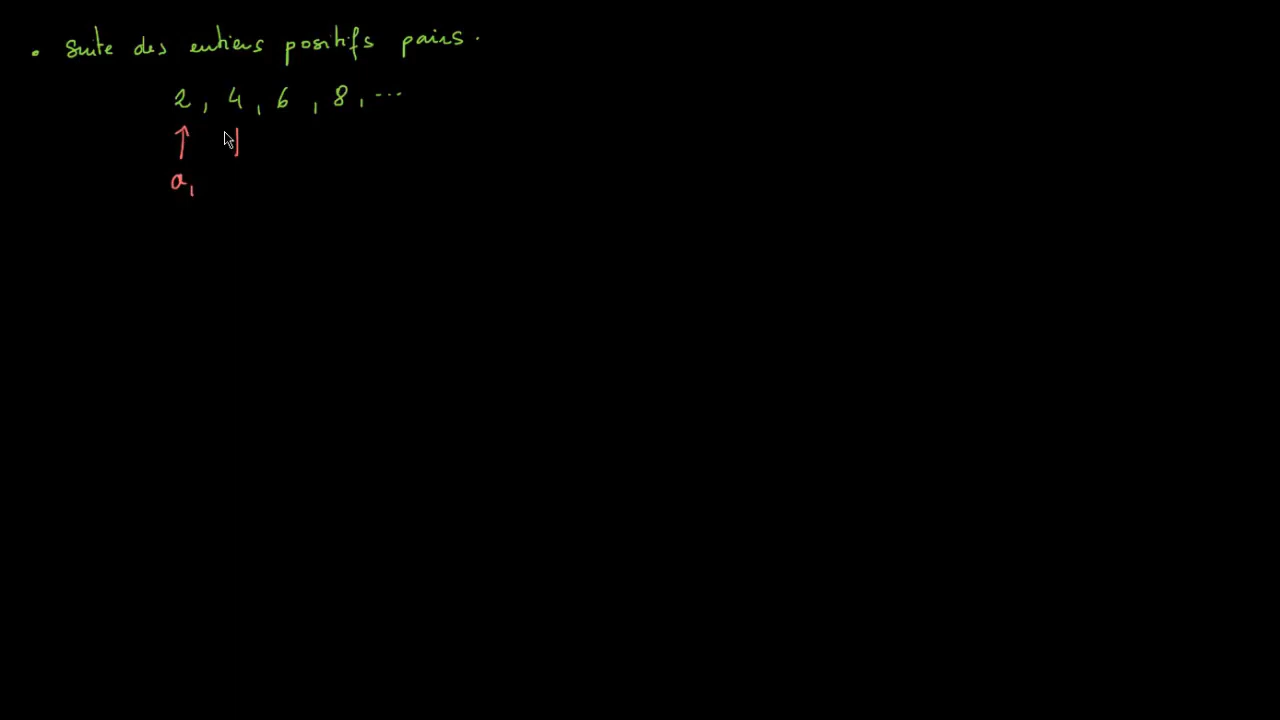 • Suite des entiers positifs pairs.
2, 4, 6, 8, ...
a₁